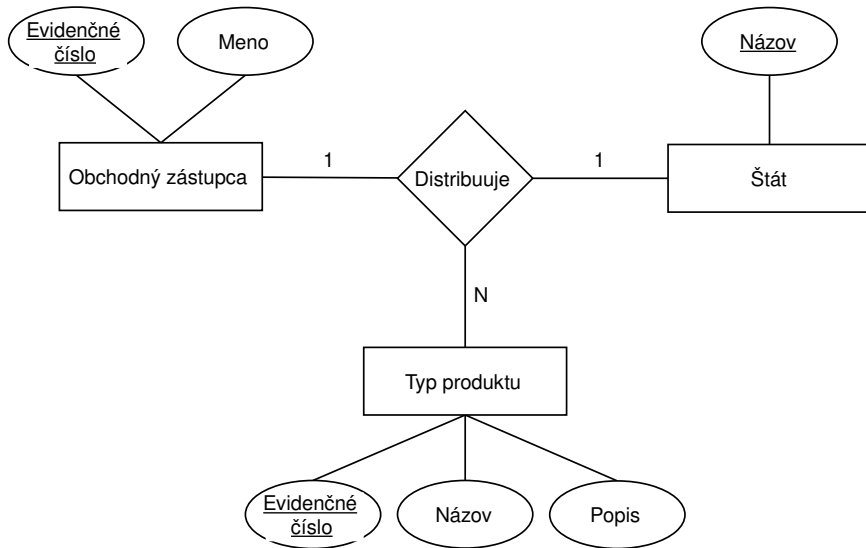 Evidenčné
číslo
Meno
Názov
Obchodný zástupca
1
Distribuuje
1
Štát
N
Typ produktu
Evidenčné
číslo
Názov
Popis